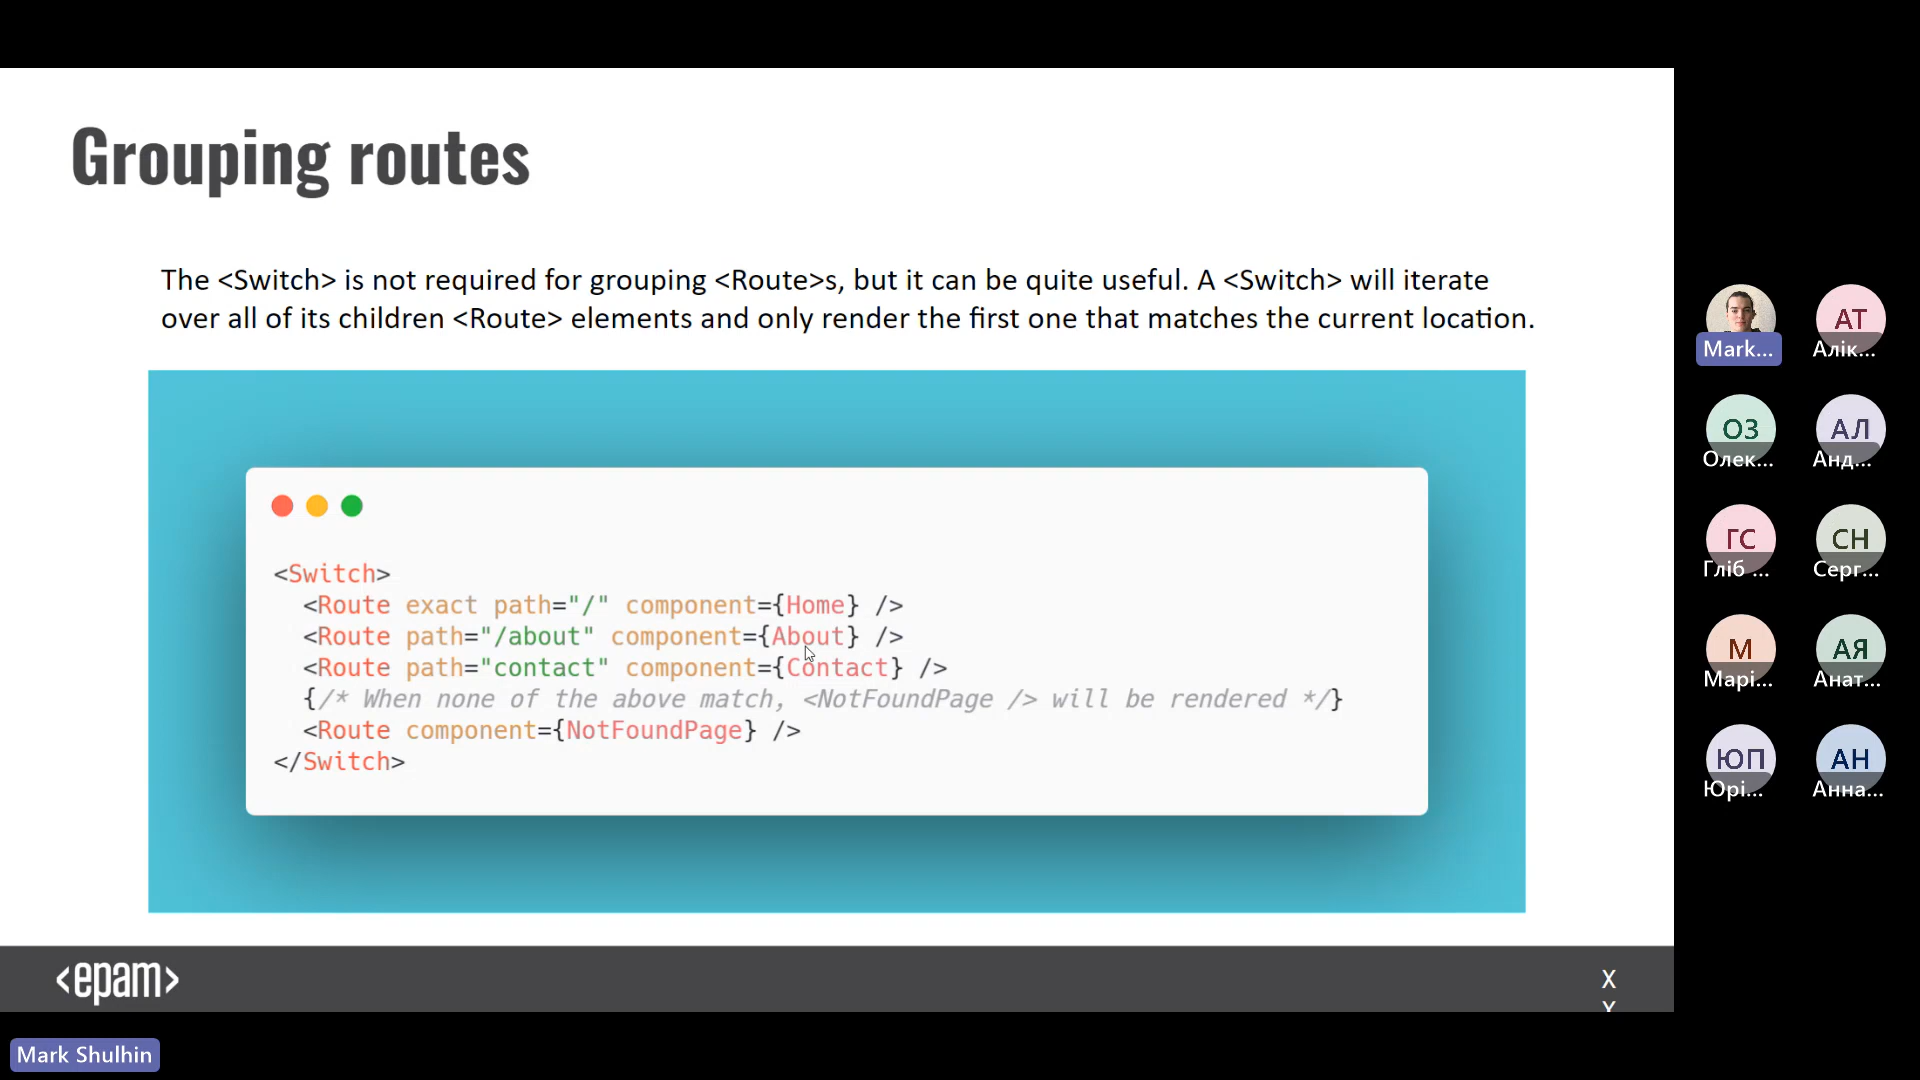 Grouping routes
The <Switch> is not required for grouping <Route>s, but it can be quite useful. A <Switch> will iterate
over all of its children <Route> elements and only render the first one that matches the current location.
<Switch>
<Route exact path="/" component={Home} />
<Route path="/about" component={About} />
<Route path="contact" component={Contact} />
{/* When none of the above match, <NotFoundPage /> will be rendered */}
<Route component={NotFoundPage} />
</Switch>
<epam>
X
Y
Mark Shulhin
Mark...
АТ
Алік...
ОЗ
Олек...
АЛ
Анд...
ГС
Гліб ...
СН
Серг...
М
Марі...
АЯ
Анат...
ЮП
Юрі...
АН
Анна...